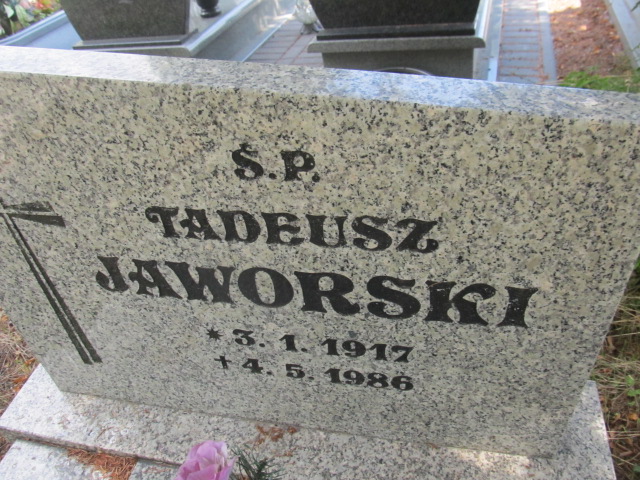 Ś.P.
TADEUSZ
JAWORSKI
* 3. 1. 1917
✝ 4. 5. 1986